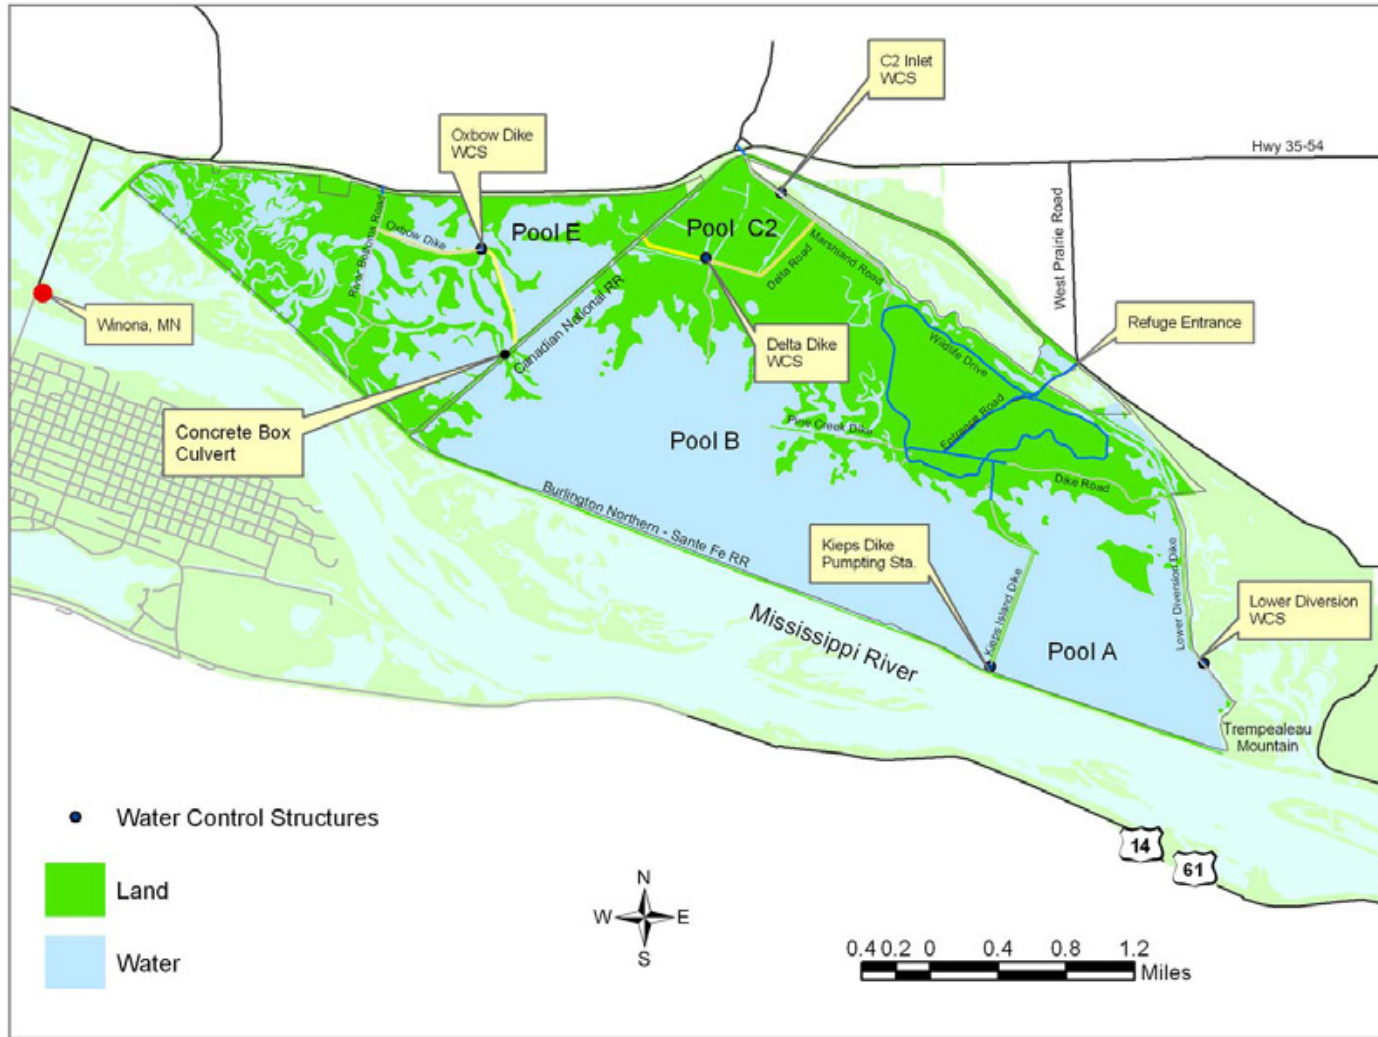 C2 Inlet
WCS
Oxbow Dike
WCS
Hwy 35-54
Pool E
Pool C2
Oxbow Dike
River Bottoms Road
Marshland Road
Delta Road
West Prairie Road
Canadian National RR
Winona, MN
Refuge Entrance
Delta Dike
WCS
Wildlife Drive
Concrete Box
Culvert
Pool B
Entrance Road
Pine Creek Dike
Dike Road
Burlington Northern - Sante Fe RR
Kieps Dike
Pumpting Sta.
Kieps Island Dike
Lower Diversion Dike
Lower Diversion
WCS
Mississippi River
Pool A
Trempealeau
Mountain
Water Control Structures
14
61
Land
N
W E
S
Water
0.4 0.2 0 0.4 0.8 1.2
Miles